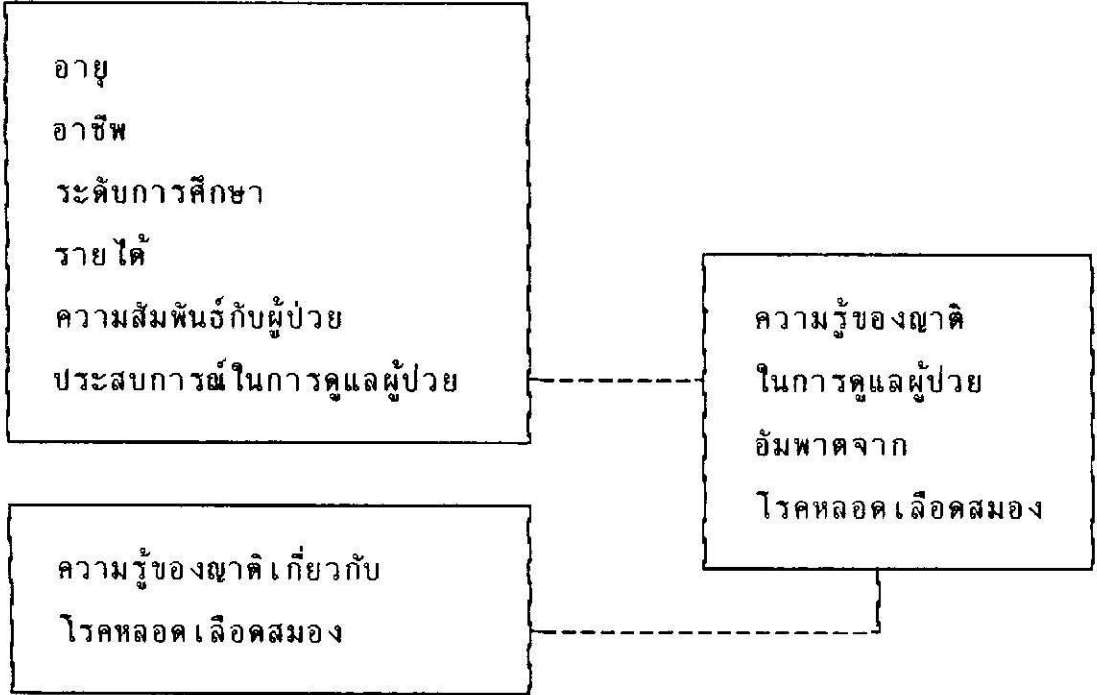 อายุ
อาชีพ
ระดับการศึกษา
รายได้
ความสัมพันธ์กับผู้ป่วย
ประสบการณ์ในการดูแลผู้ป่วย
ความรู้ของญาติ
ในการดูแลผู้ป่วย
อัมพาตจาก
โรคหลอดเลือดสมอง
ความรู้ของญาติเกี่ยวกับ
โรคหลอดเลือดสมอง